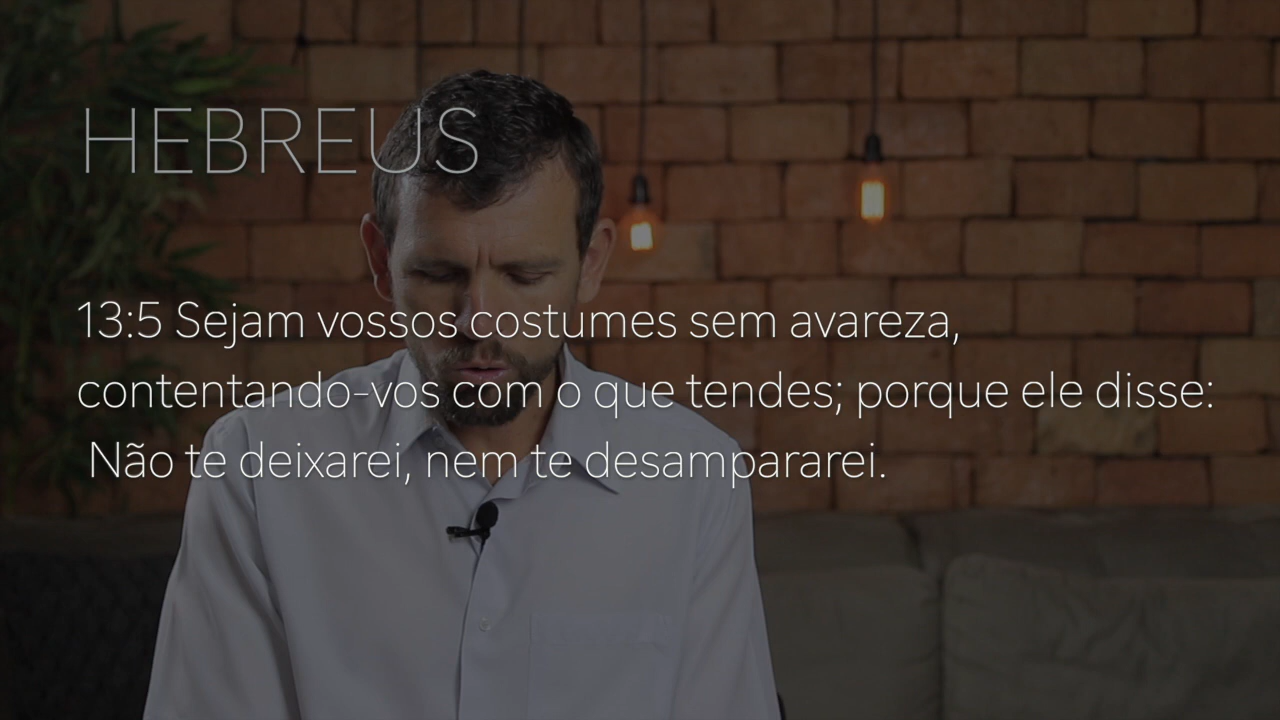 HEBREUS
13:5 Sejam vossos costumes sem avareza,
contentando-vos com o que tendes; porque ele disse:
Não te deixarei, nem te desampararei.